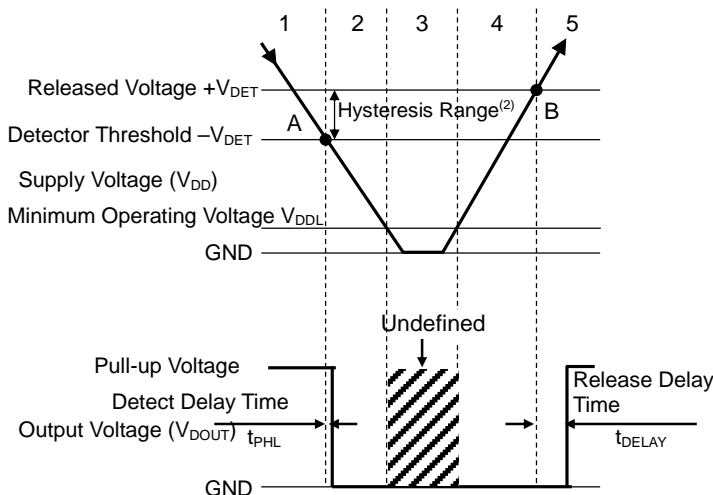 1 2 3 4 5
Released Voltage +VDET
Hysteresis Range(2)
A
B
Detector Threshold –VDET
Supply Voltage (VDD)
Minimum Operating Voltage VDDL
GND
Undefined
Pull-up Voltage
Release Delay
Detect Delay Time
Time
Output Voltage (VDOUT)
tPHL
tDELAY
GND